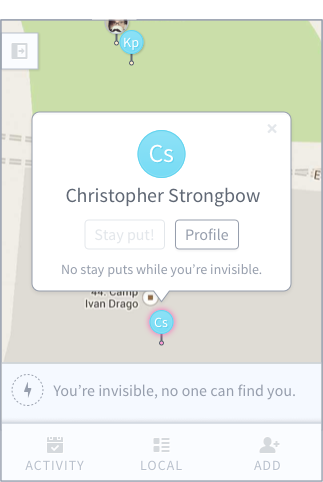 Kp
Cs
Christopher Strongbow
Stay put!
Profile
No stay puts while you're invisible.
44. Camp
Ivan Drago
Cs
You're invisible, no one can find you.
ACTIVITY
LOCAL
ADD